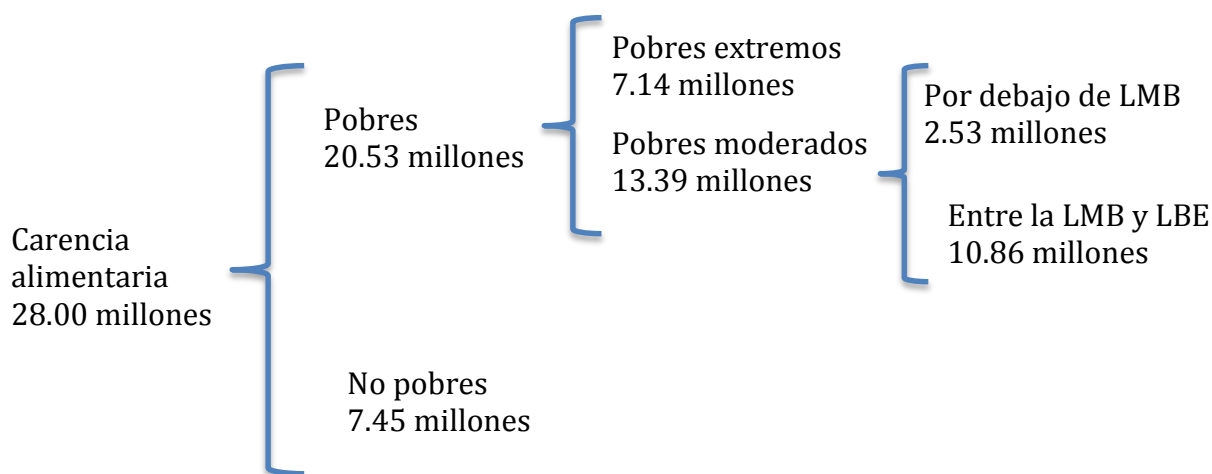 Carencia
alimentaria
28.00 millones
Pobres
20.53 millones
No pobres
7.45 millones
Pobres extremos
7.14 millones
Pobres moderados
13.39 millones
Por debajo de LMB
2.53 millones
Entre la LMB y LBE
10.86 millones